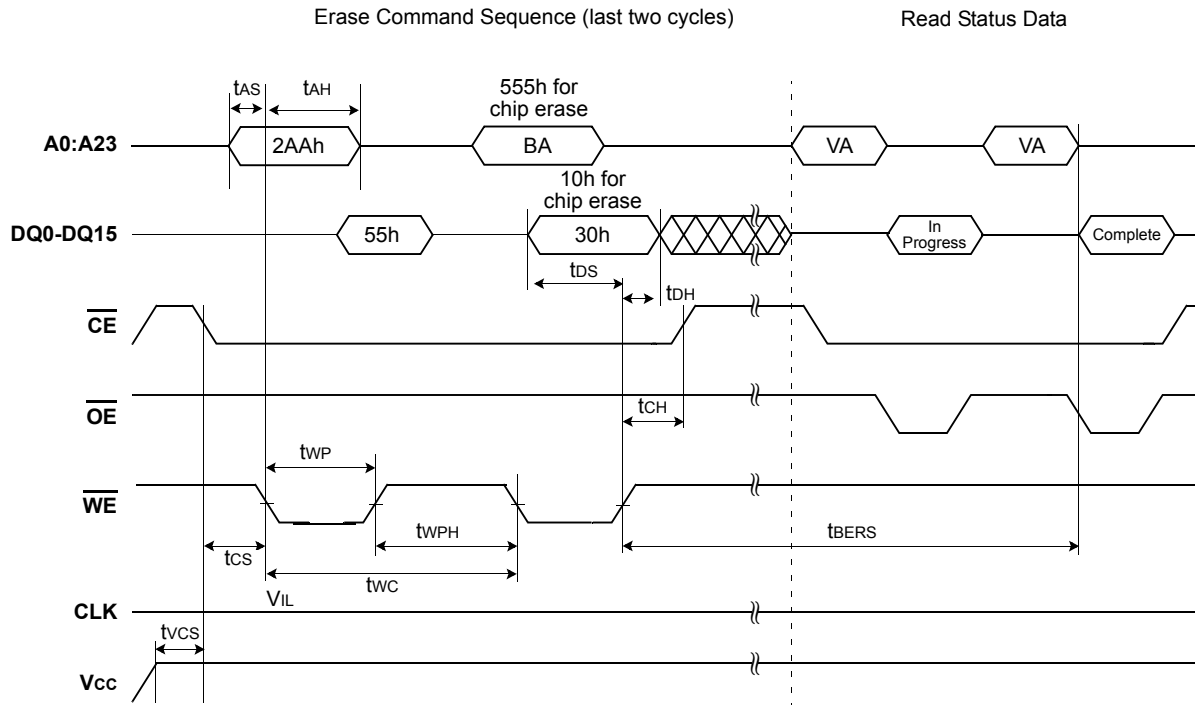 Erase Command Sequence (last two cycles)
Read Status Data
tAS
tAH
555h for
chip erase
A0:A23
2AAh
BA
VA
VA
10h for
chip erase
DQ0-DQ15
55h
30h
In
Progress
Complete
tDS
tDH
CE
OE
tCH
tWP
WE
tWPH
tBERS
tCS
tWC
VIL
CLK
tVCS
VCC